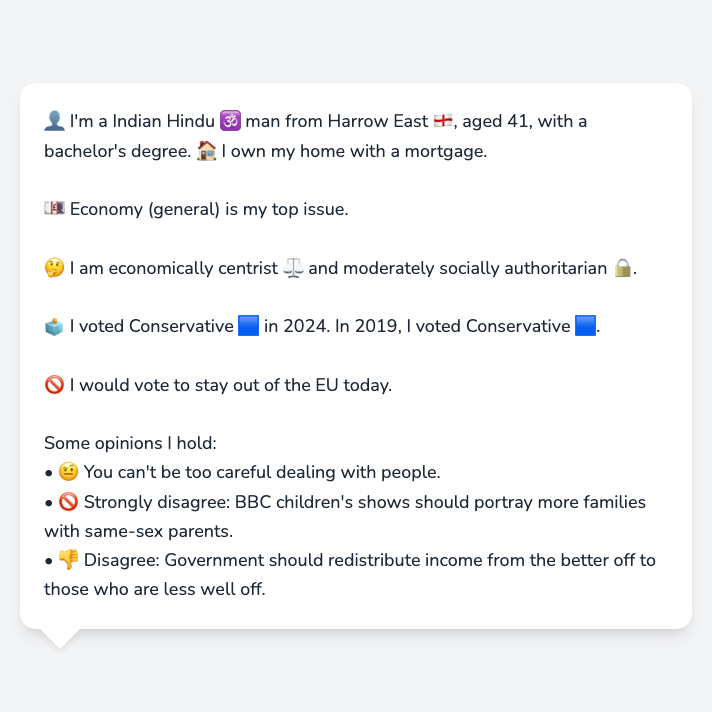 👤 I'm a Indian Hindu 🕉️ man from Harrow East 🏴󠁧󠁢󠁥󠁮󠁧󠁿, aged 41, with a
bachelor's degree. 🏠 I own my home with a mortgage.
💷 Economy (general) is my top issue.
🤔 I am economically centrist ⚖️ and moderately socially authoritarian 🔒.
🗳️ I voted Conservative 🟦 in 2024. In 2019, I voted Conservative 🟦.
🚫 I would vote to stay out of the EU today.
Some opinions I hold:
• 🤨 You can't be too careful dealing with people.
• 🚫 Strongly disagree: BBC children's shows should portray more families
with same-sex parents.
• 👎 Disagree: Government should redistribute income from the better off to
those who are less well off.